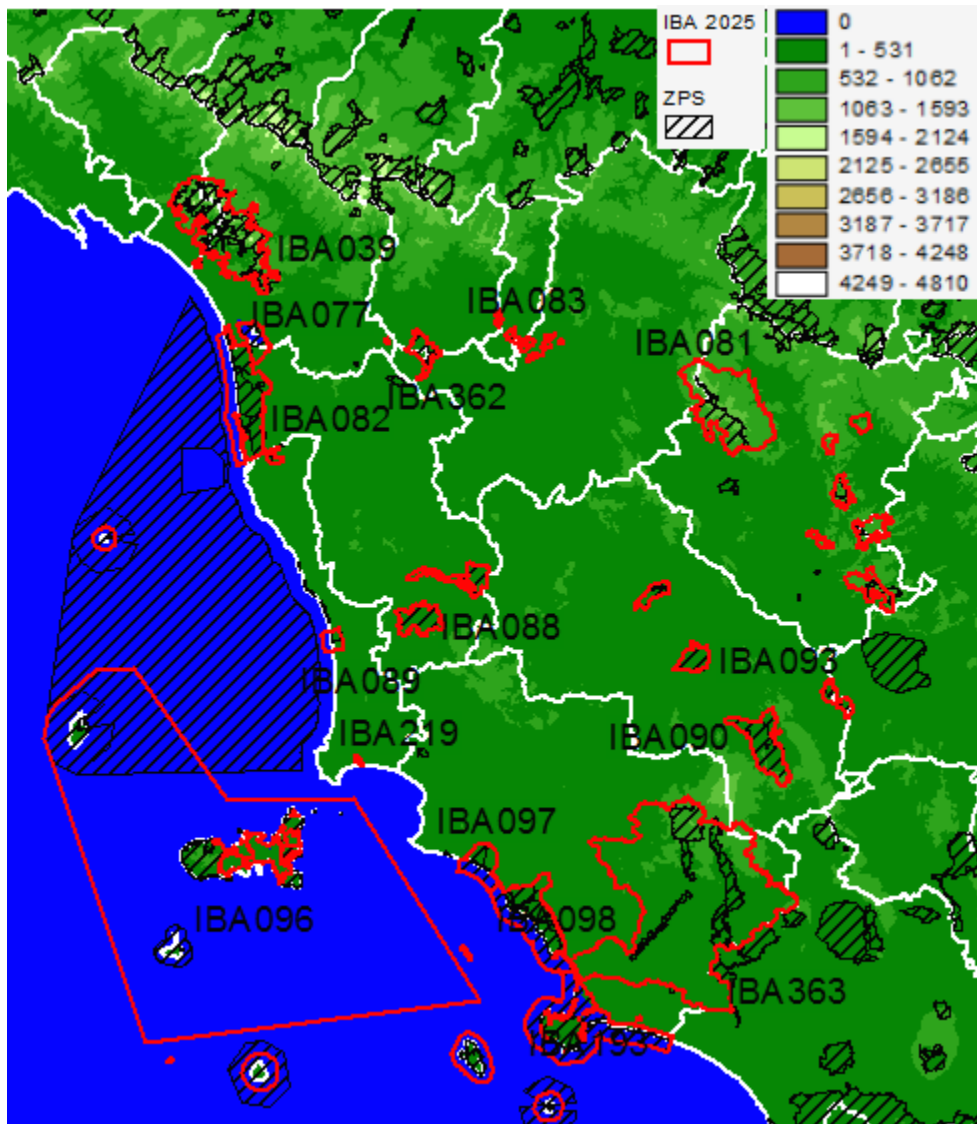 IBA 2025
ZPS
0
1 - 531
532 - 1062
1063 - 1593
1594 - 2124
2125 - 2655
2656 - 3186
3187 - 3717
3718 - 4248
4249 - 4810
IBA039
IBA077
IBA083
IBA081
IBA362
IBA082
IBA088
IBA089
IBA093
IBA219
IBA090
IBA097
IBA096
IBA098
IBA363
IBA193